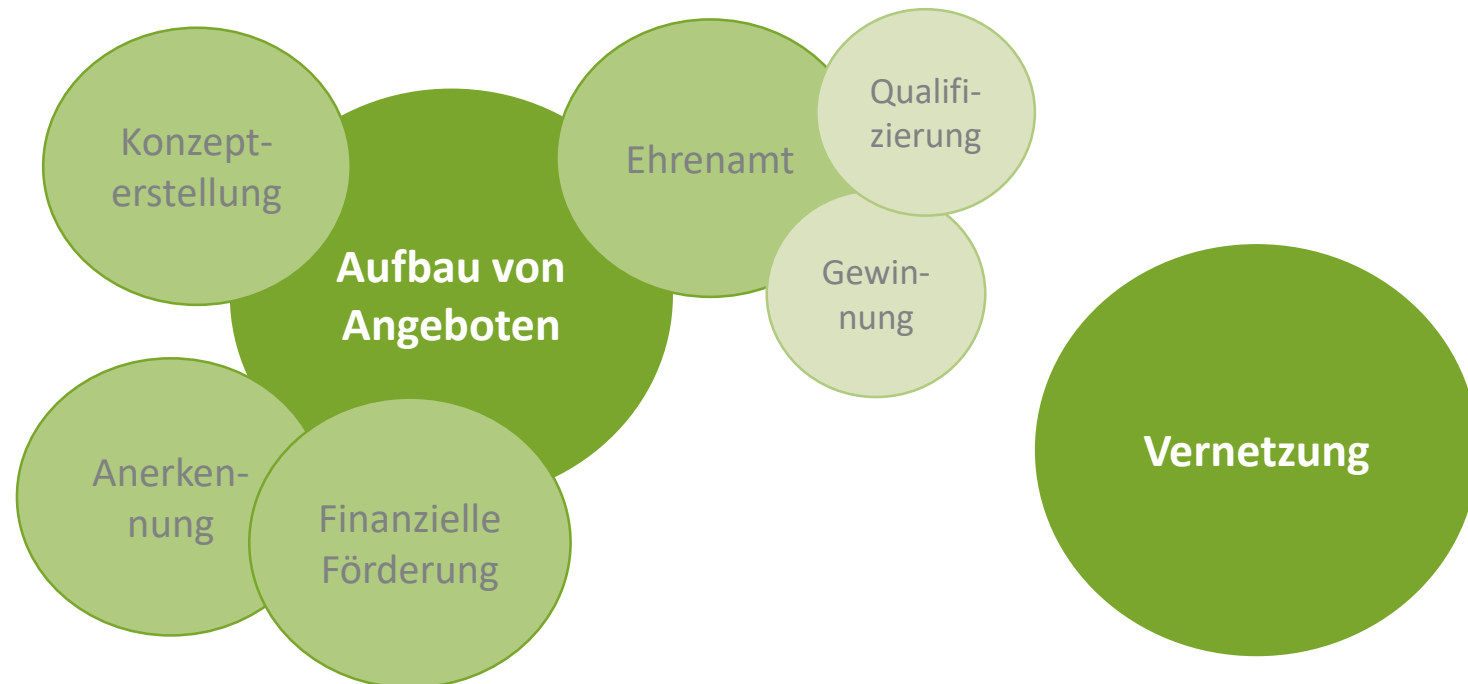 Konzept-
erstellung
Aufbau von
Angeboten
Ehrenamt
Qualifi-
zierung
Gewin-
nung
Anerken-
nung
Finanzielle
Förderung
Vernetzung